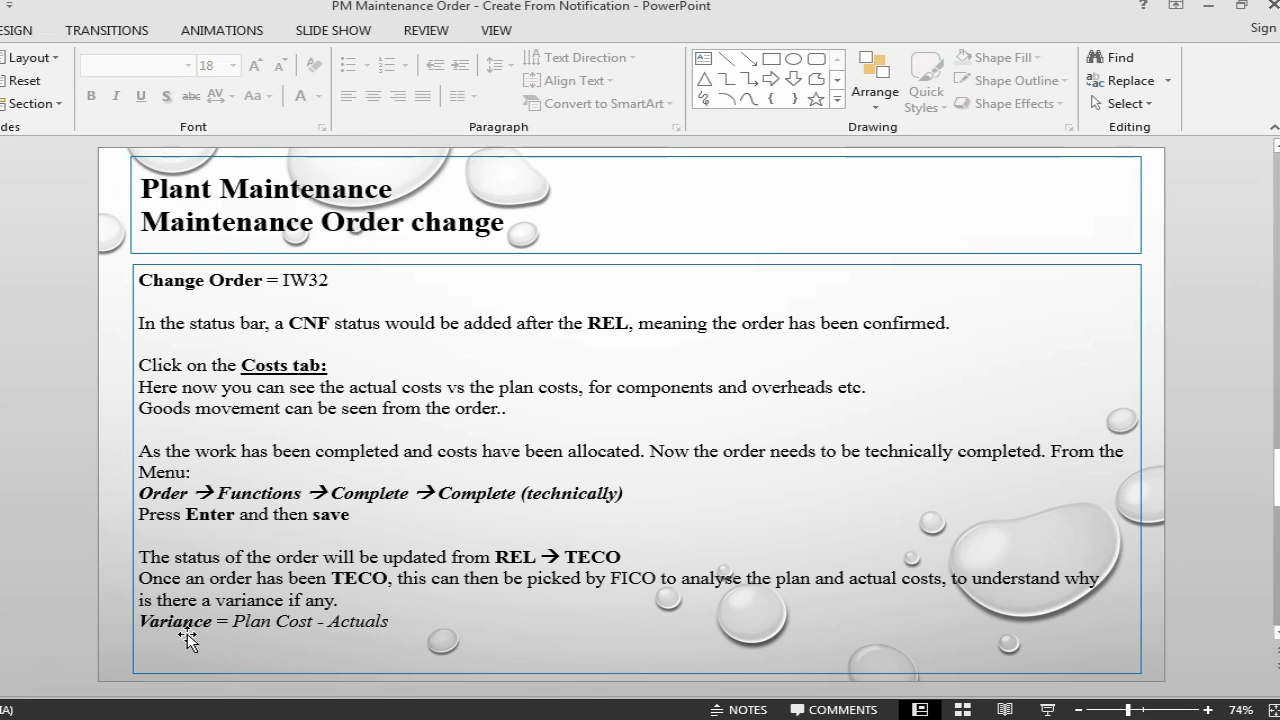 PM Maintenance Order - Create From Notification - PowerPoint
?
Sign
ESIGN TRANSITIONS ANIMATIONS SLIDE SHOW REVIEW VIEW
Layout
Reset
Section
des
18
B I U S abc AV Aa A
Font
Text Direction
Align Text
Convert to SmartArt
Paragraph
Arrange
Quick
Styles
Shape Fill
Shape Outline
Shape Effects
Drawing
Find
Replace
Select
Editing
Plant Maintenance
Maintenance Order change
Change Order = IW32
In the status bar, a CNF status would be added after the REL, meaning the order has been confirmed.
Click on the Costs tab:
Here now you can see the actual costs vs the plan costs, for components and overheads etc.
Goods movement can be seen from the order..
As the work has been completed and costs have been allocated. Now the order needs to be technically completed. From the
Menu:
Order → Functions → Complete → Complete (technically)
Press Enter and then save
The status of the order will be updated from REL → TECO
Once an order has been TECO, this can then be picked by FICO to analyse the plan and actual costs, to understand why
is there a variance if any.
Variance = Plan Cost - Actuals
A) NOTES COMMENTS 74%